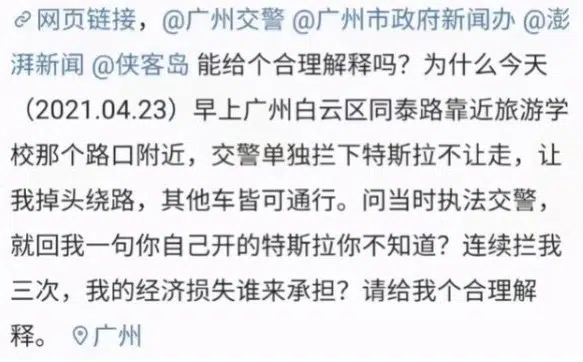 网页链接，@广州交警 @广州市政府新闻办 @澎
湃新闻 @侠客岛 能给个合理解释吗？为什么今天
（2021.04.23）早上广州白云区同泰路靠近旅游学
校那个路口附近，交警单独拦下特斯拉不让走，让
我掉头绕路，其他车皆可通行。问当时执法交警，
就回我一句你自己开的特斯拉你不知道？连续拦我
三次，我的经济损失谁来承担？请给我个合理解
释。 广州